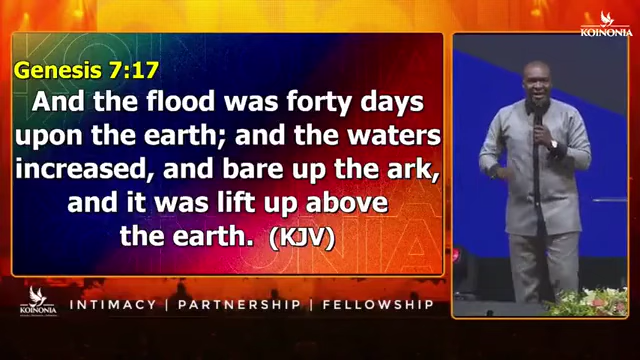 KOINONIA
Genesis 7:17
And the flood was forty days
upon the earth; and the waters
increased, and bare up the ark,
and it was lift up above
the earth. (KJV)
KOINONIA
INTIMACY | PARTNERSHIP | FELLOWSHIP